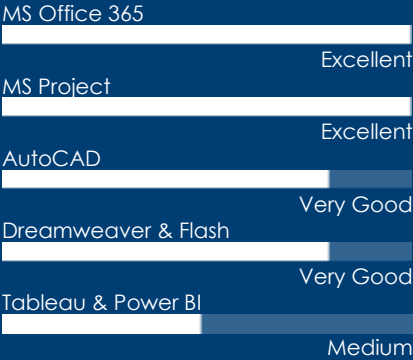 MS Office 365
Excellent
MS Project
Excellent
AutoCAD
Very Good
Dreamweaver & Flash
Very Good
Tableau & Power BI
Medium